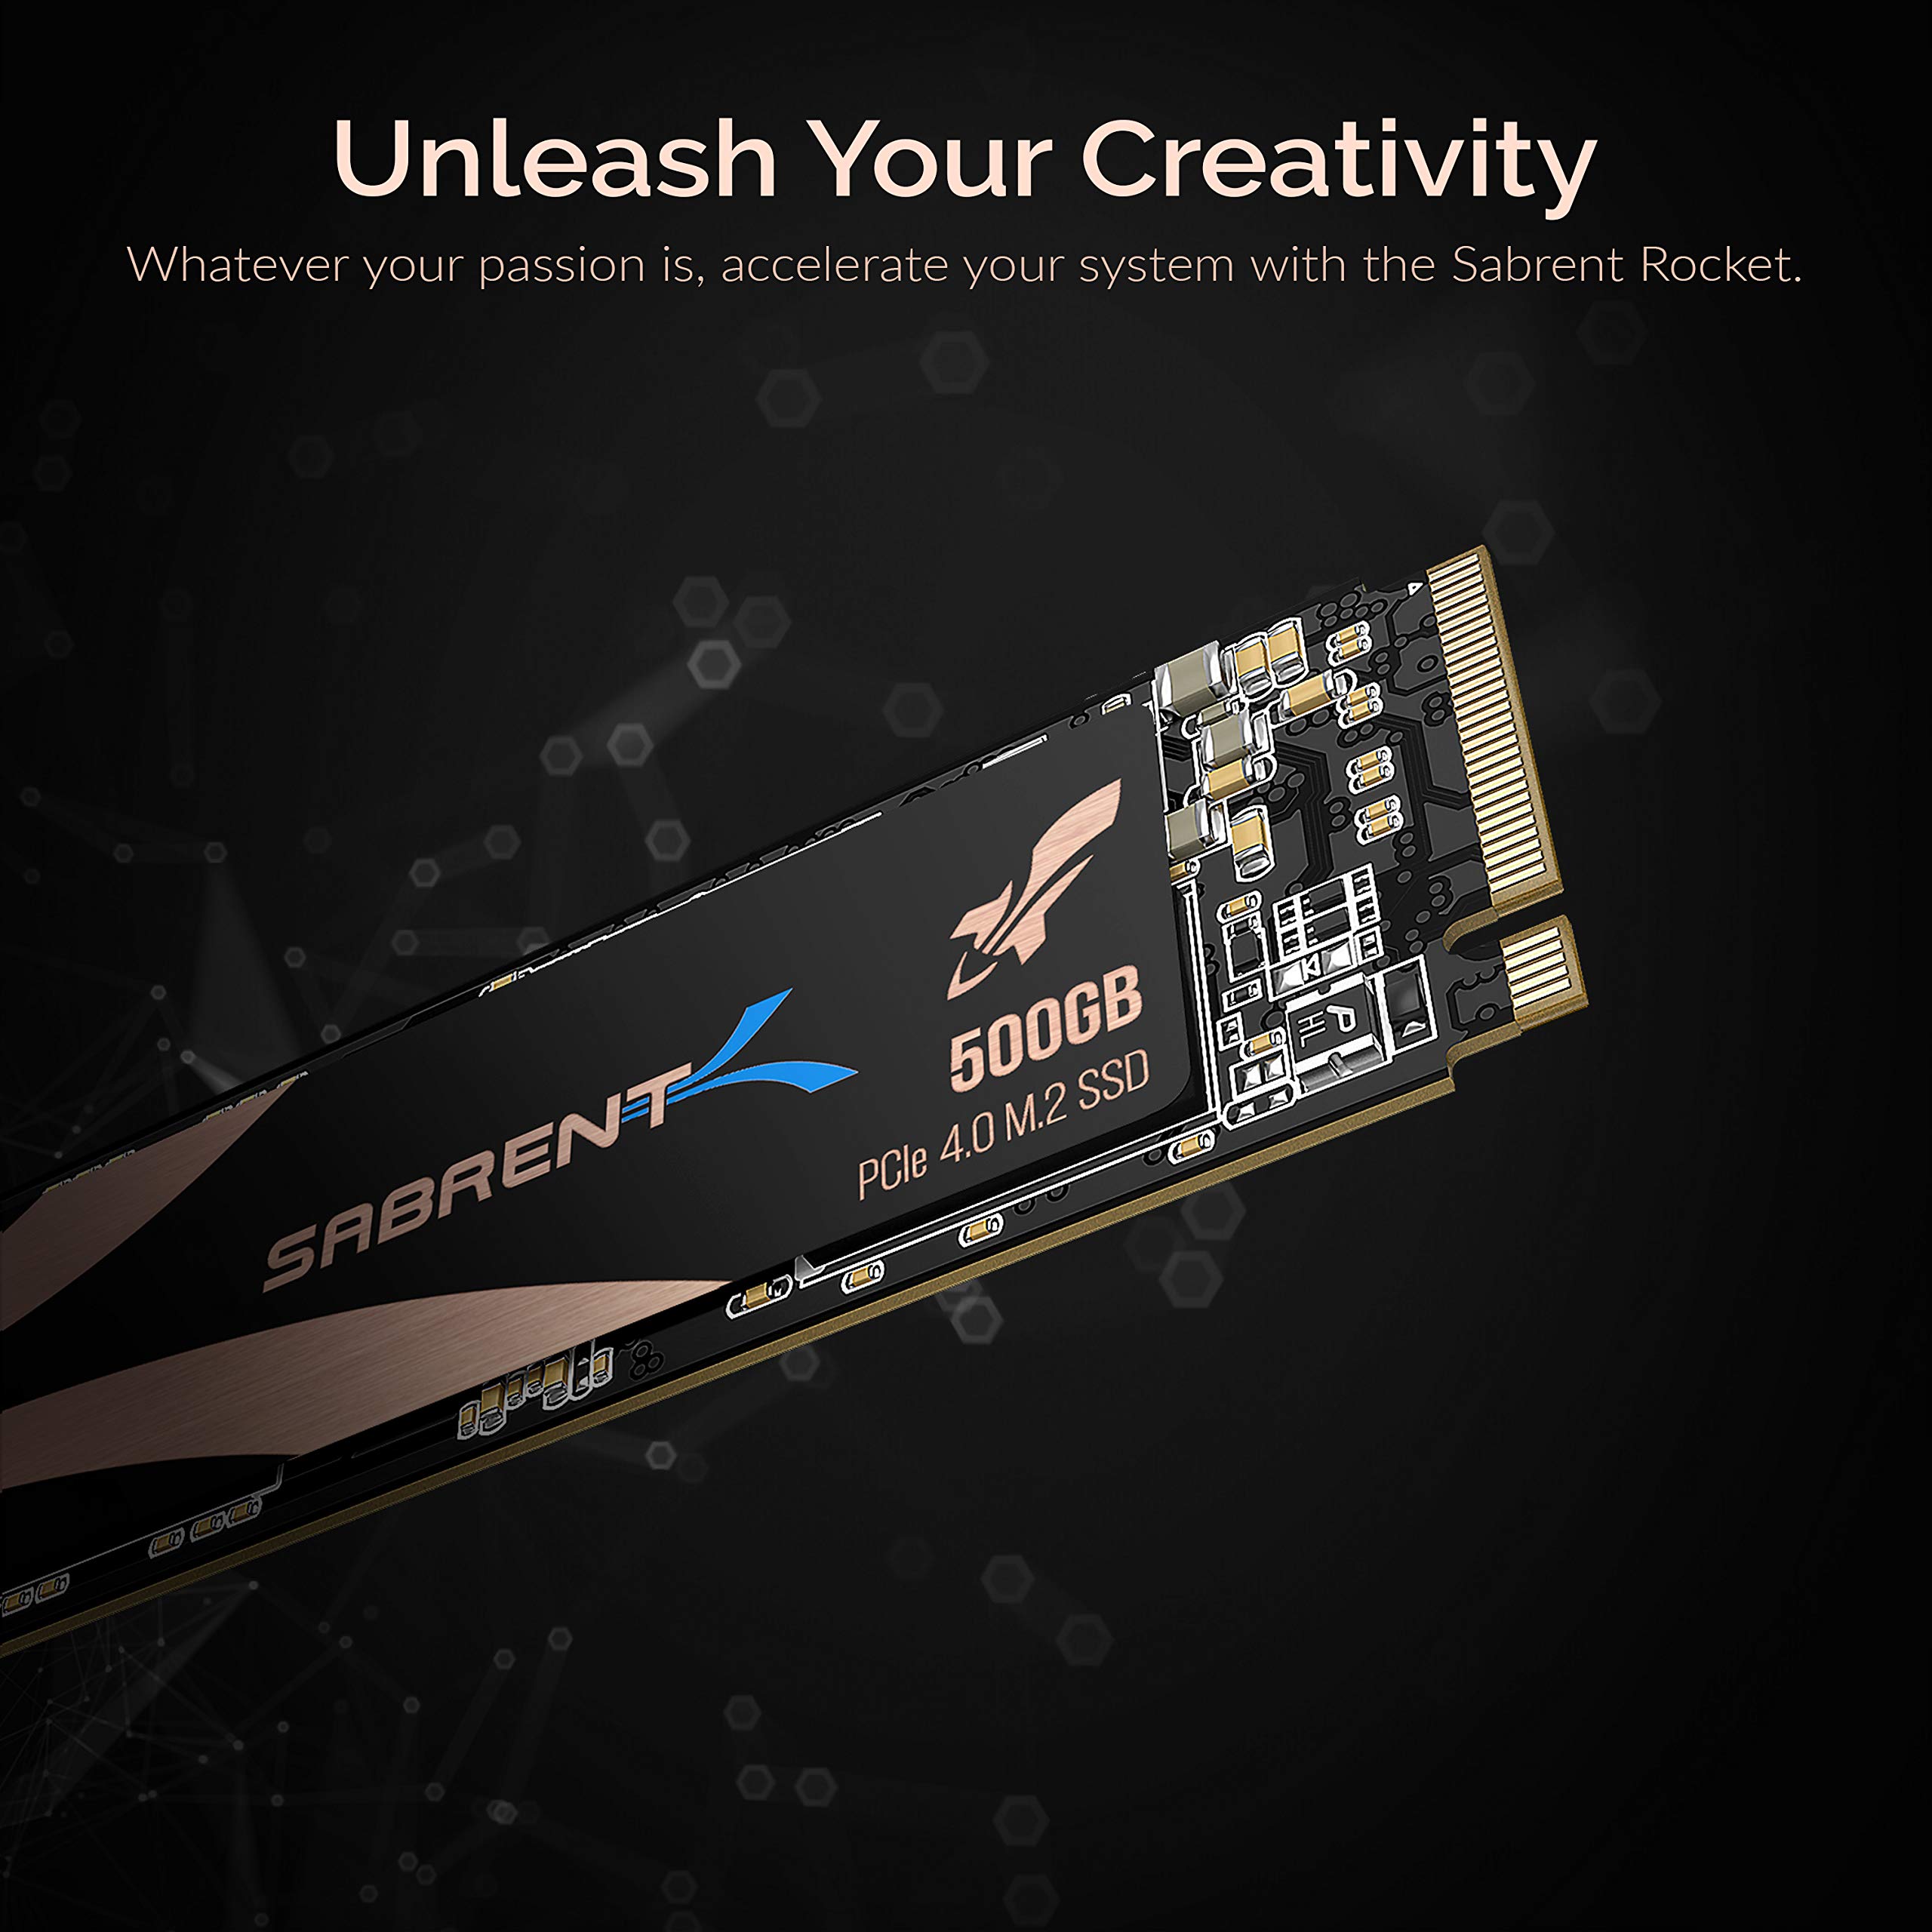 Unleash Your Creativity
Whatever your passion is, accelerate your system with the Sabrent Rocket.
500GB
PCIe 4.0 M.2 SSD
SABRENT